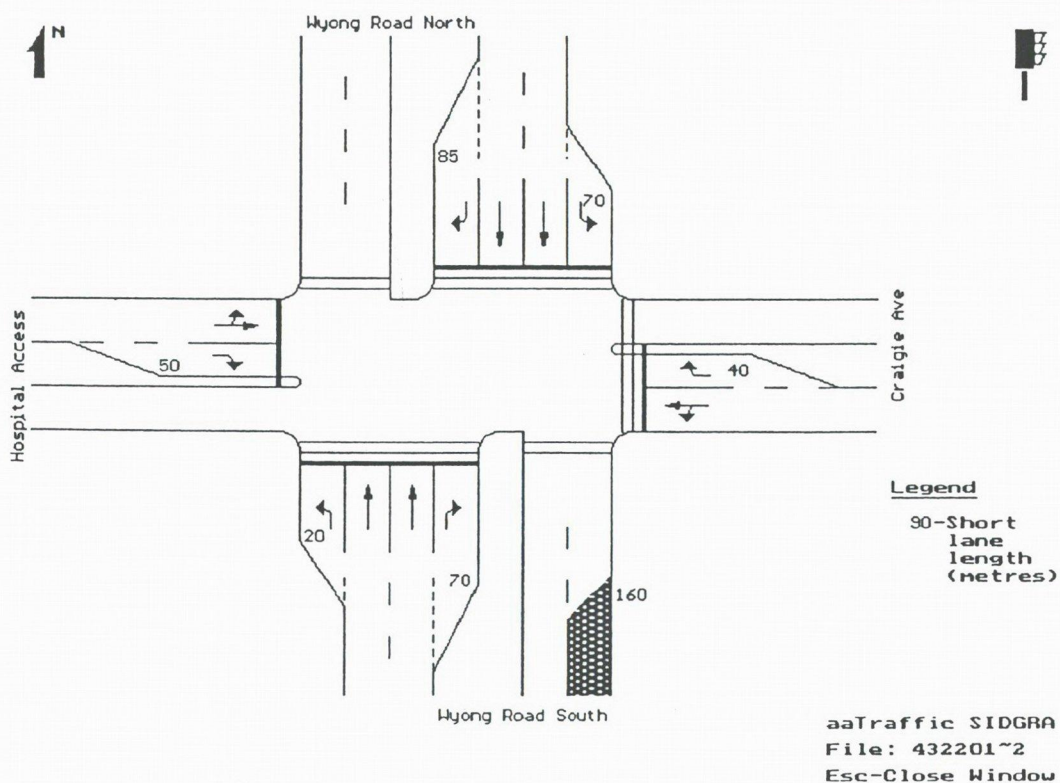 Wyong Road North
N
85
70
Hospital Access
50
40
Craigie Ave
20
70
160
Legend
90-Short
lane
length
(metres)
Wyong Road South
aaTraffic SIDGRA
File: 432201~2
Esc-Close Window